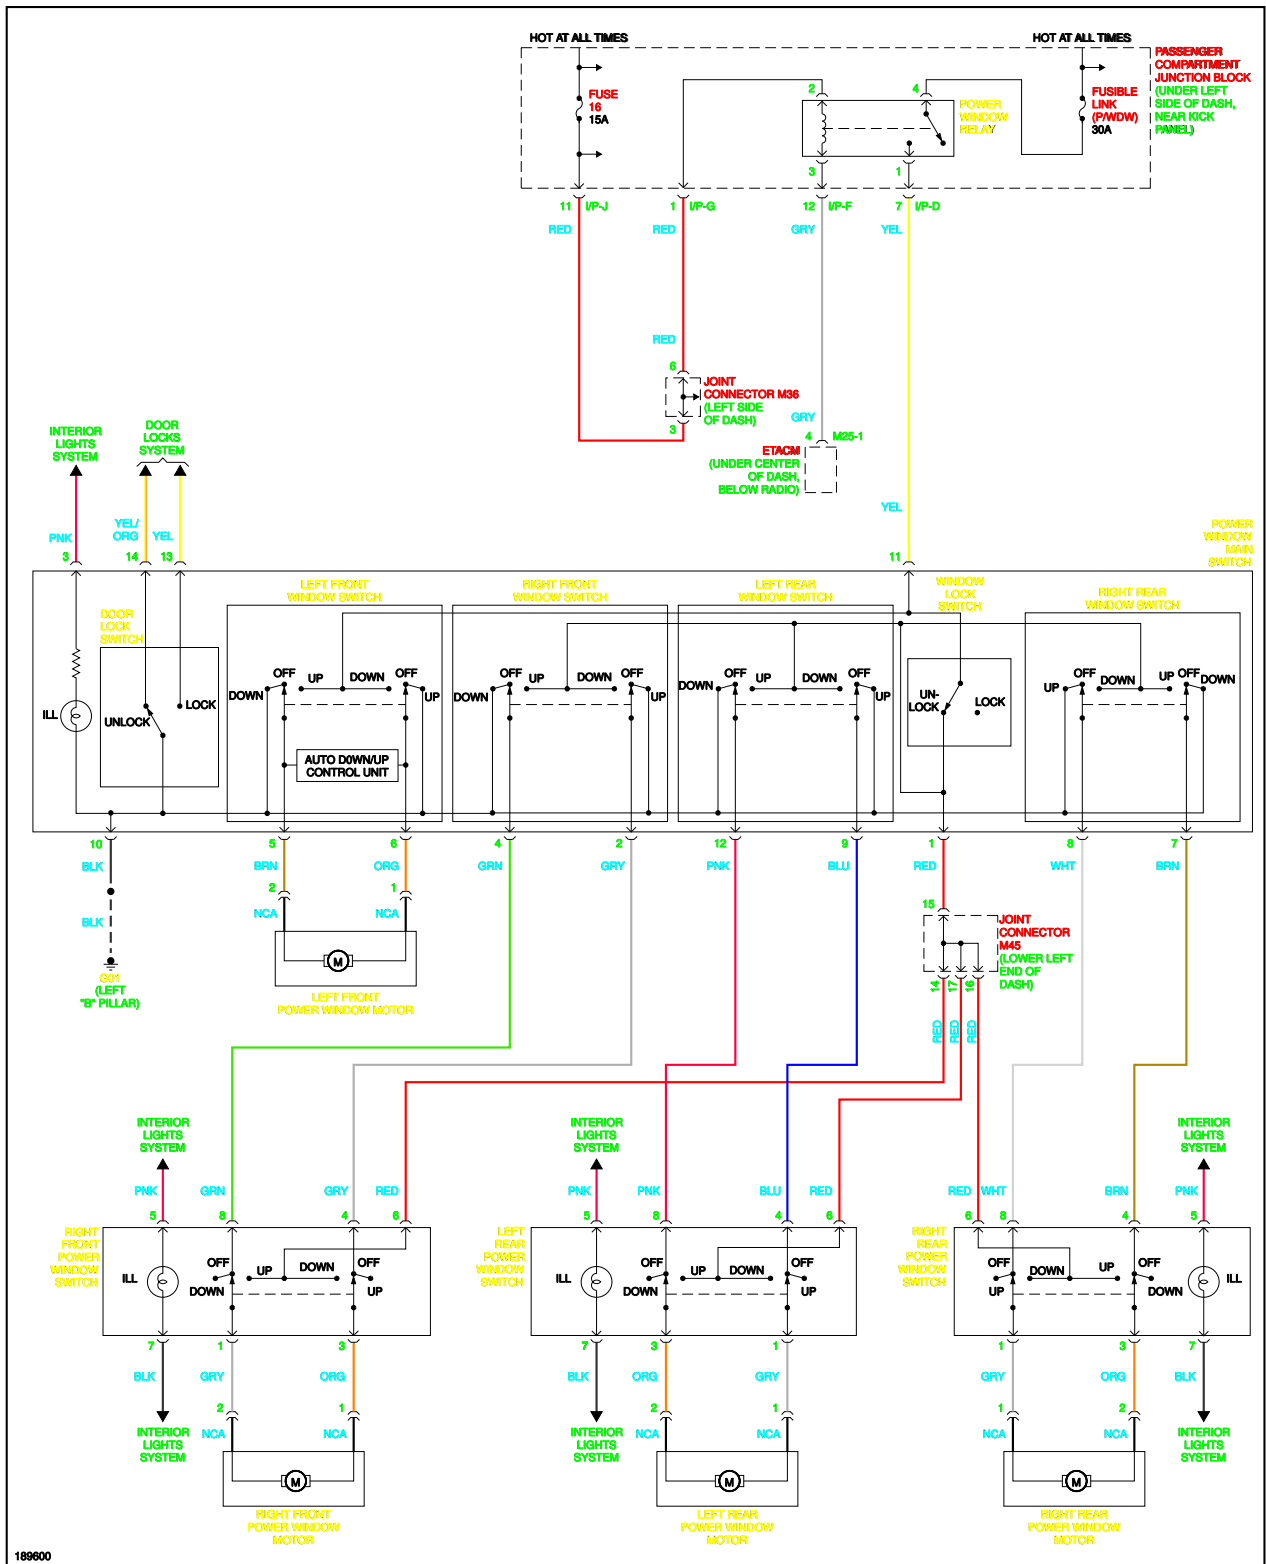 HOT AT ALL TIMES
HOT AT ALL TIMES
PASSENGER
COMPARTMENT
JUNCTION BLOCK
(UNDER LEFT
SIDE OF DASH,
NEAR KICK
PANEL)
FUSE
16
15A
2
4
POWER
WINDOW
RELAY
FUSIBLE
LINK
(P/WDW)
30A
3
1
11 I/P-J
1 I/P-G
12 I/P-F
7 I/P-D
RED
RED
GRY
YEL
RED
6
JOINT
CONNECTOR M36
(LEFT SIDE
OF DASH)
3
GRY
4 M25-1
ETACM
(UNDER CENTER
OF DASH,
BELOW RADIO)
YEL
INTERIOR
LIGHTS
SYSTEM
DOOR
LOCKS
SYSTEM
PNK
YEL/
ORG
YEL
3
14
13
11
POWER
WINDOW
MAIN
SWITCH
DOOR
LOCK
SWITCH
LEFT FRONT
WINDOW SWITCH
RIGHT FRONT
WINDOW SWITCH
LEFT REAR
WINDOW SWITCH
WINDOW
LOCK
SWITCH
RIGHT REAR
WINDOW SWITCH
ILL
UNLOCK
LOCK
DOWN
OFF
UP
DOWN
OFF
UP
AUTO DOWN/UP
CONTROL UNIT
DOWN
OFF
UP
DOWN
OFF
UP
DOWN
OFF
UP
DOWN
OFF
UP
UN-
LOCK
LOCK
UP
OFF
DOWN
UP
OFF
DOWN
10
5
6
4
2
12
9
1
8
7
BLK
BRN
ORG
GRN
GRY
PNK
BLU
RED
WHT
BRN
2
1
BLK
NCA
NCA
M
G01
(LEFT
"B" PILLAR)
LEFT FRONT
POWER WINDOW MOTOR
15
JOINT
CONNECTOR
M45
(LOWER LEFT
END OF
DASH)
14
17
16
RED
RED
RED
INTERIOR
LIGHTS
SYSTEM
INTERIOR
LIGHTS
SYSTEM
INTERIOR
LIGHTS
SYSTEM
PNK
GRN
GRY
RED
PNK
PNK
BLU
RED
RED
WHT
BRN
PNK
5
8
4
6
5
8
4
6
6
8
4
5
RIGHT
FRONT
POWER
WINDOW
SWITCH
ILL
OFF
DOWN
UP
DOWN
OFF
UP
LEFT
REAR
POWER
WINDOW
SWITCH
ILL
OFF
DOWN
UP
DOWN
OFF
UP
RIGHT
REAR
POWER
WINDOW
SWITCH
OFF
UP
DOWN
UP
OFF
DOWN
ILL
7
1
3
7
3
1
1
3
7
BLK
GRY
ORG
BLK
ORG
GRY
GRY
ORG
BLK
2
1
2
1
1
2
INTERIOR
LIGHTS
SYSTEM
NCA
NCA
INTERIOR
LIGHTS
SYSTEM
NCA
NCA
NCA
NCA
INTERIOR
LIGHTS
SYSTEM
M
M
M
RIGHT FRONT
POWER WINDOW
MOTOR
LEFT REAR
POWER WINDOW
MOTOR
RIGHT REAR
POWER WINDOW
MOTOR
189600